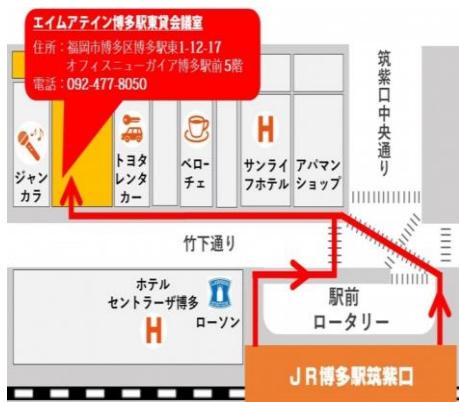 エイムアテイン博多駅東貸会議室
住所：福岡市博多区博多駅東1-12-17
オフィスニューガイア博多駅前5階
電話：092-477-8050
ジャン
カラ
トヨタ
レンタ
カー
ベロー
チェ
H
サンライ
フホテル
アパマン
ショップ
筑紫口中央通り
竹下通り
ホテル
セントラーザ博多
H
ローソン
駅前
ロータリー
JR博多駅筑紫口